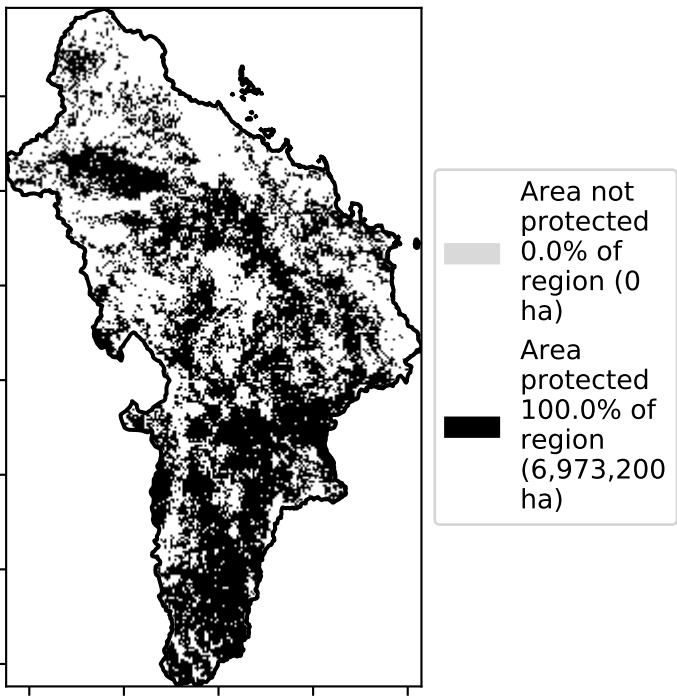 Area not
protected
0.0% of
region (0
ha)
Area
protected
100.0% of
region
(6,973,200
ha)